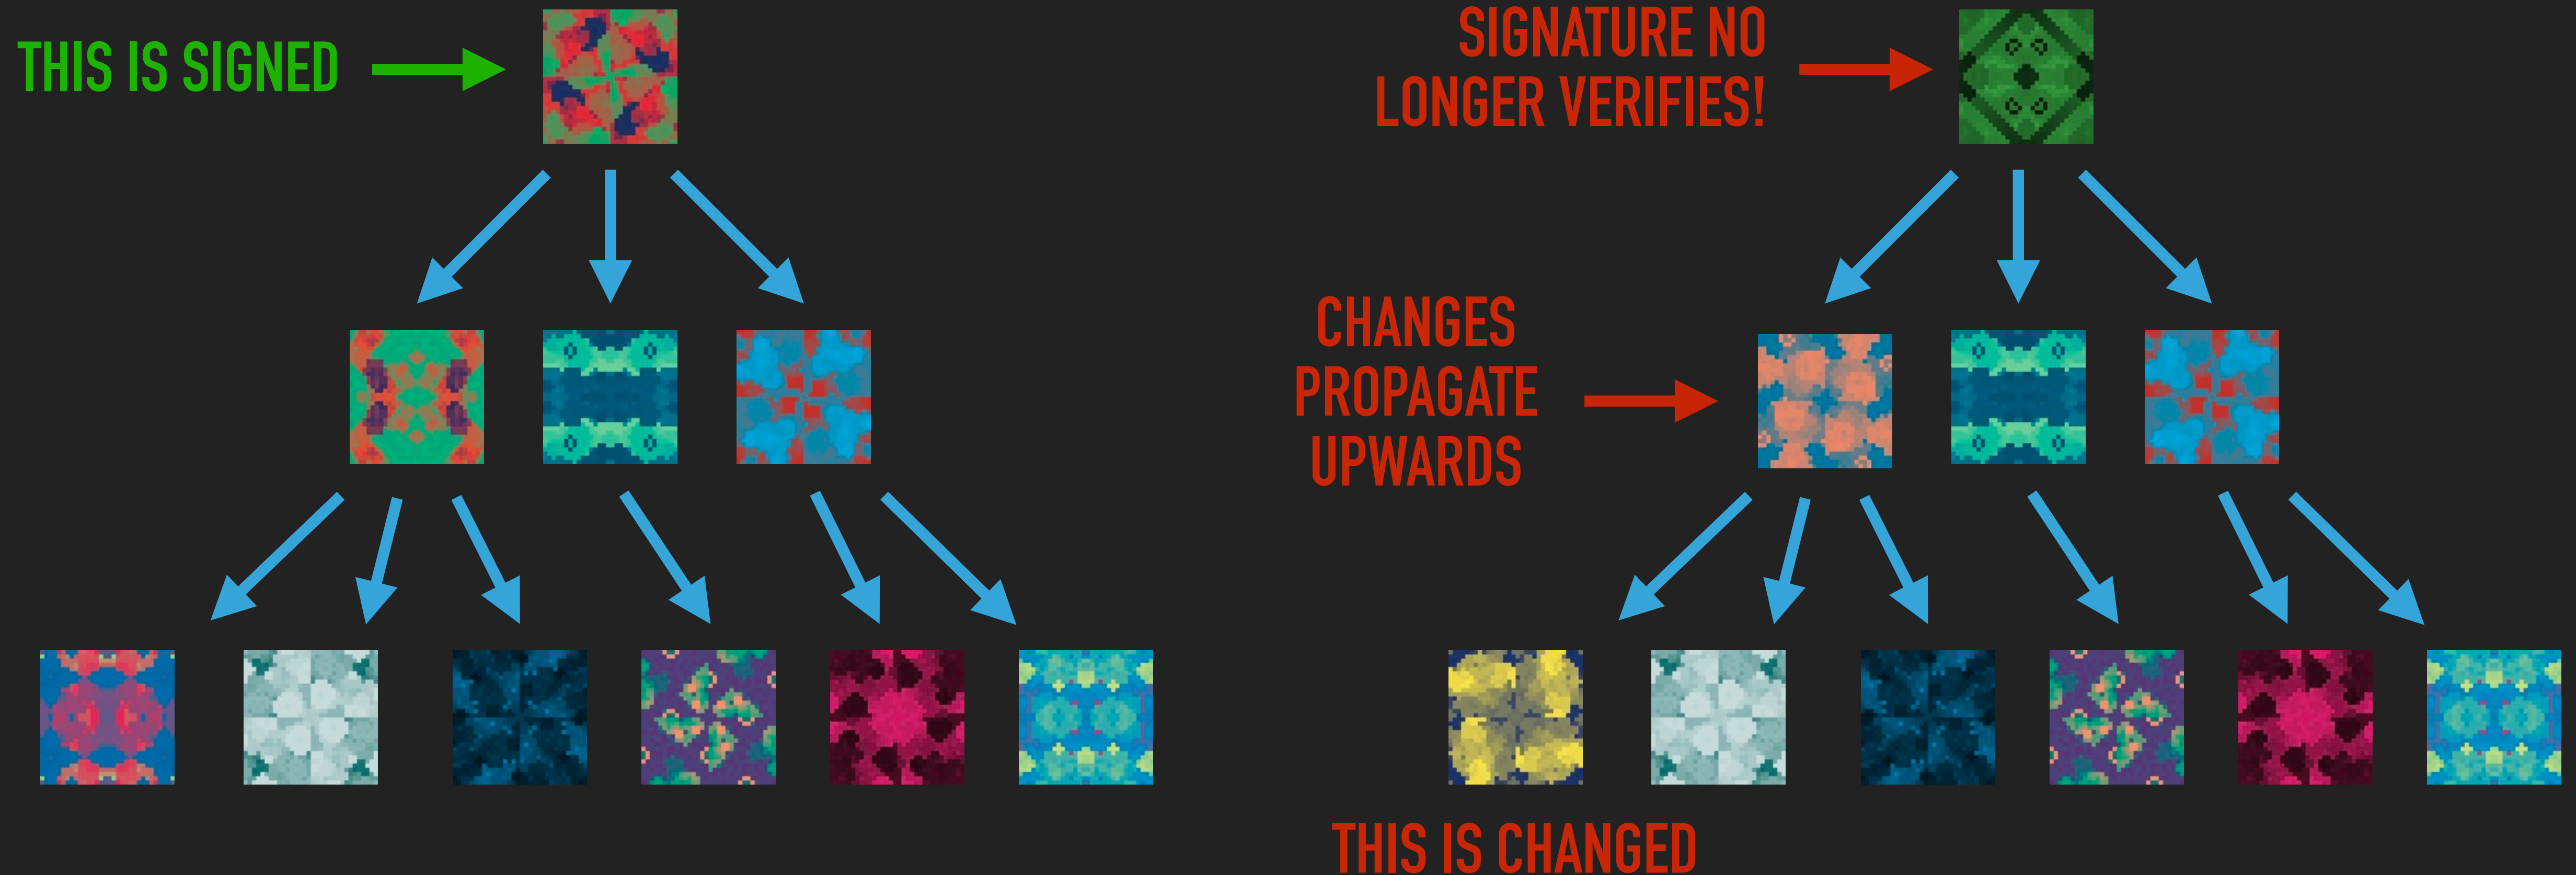 THIS IS SIGNED
SIGNATURE NO
LONGER VERIFIES!
CHANGES
PROPAGATE
UPWARDS
THIS IS CHANGED